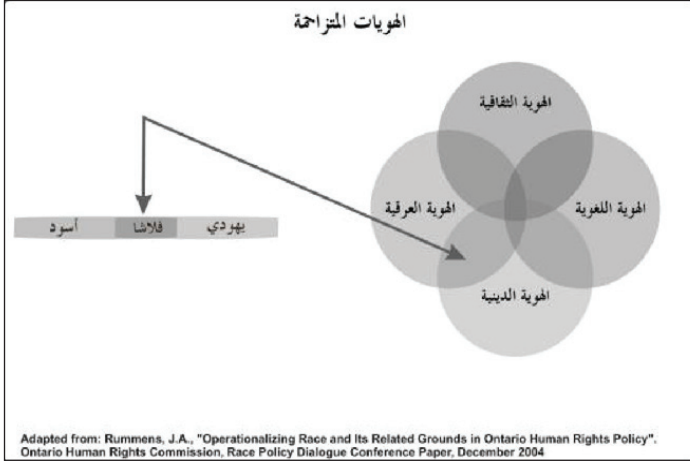 الهويات المتزاحمة
الهوية الثقافية
الهوية اللغوية
الهوية العرقية
الهوية الدينية
يهودي
فلاشا
أسود
Adapted from: Rummens, J.A., "Operationalizing Race and Its Related Grounds in Ontario Human Rights Policy".
Ontario Human Rights Commission, Race Policy Dialogue Conference Paper, December 2004